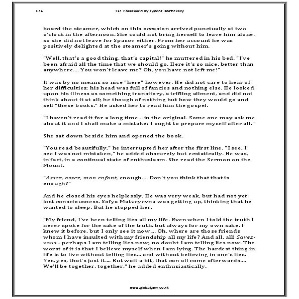 board the steamer, which on this occasion arrived punctually at two
o'clock in the afternoon. She could not bring herself to leave him alone,
so she did not leave for Spasov either. From her account he was
positively delighted at the steamer's going without him.
"Well, that's a good thing, that's capital!" he muttered in his bed. "I've
been afraid all the time that we should go. Here it's so nice, better than
anywhere.... You won't leave me? Oh, you have not left me!"
It was by no means so nice "here" however. He did not care to hear of
her difficulties; his head was full of fancies and nothing else. He looked
upon his illness as something transitory, a trifling ailment, and did not
think about it at all; he thought of nothing but how they would go and
sell "these books." He asked her to read him the gospel.
"I haven't read it for a long time... in the original. Some one may ask me
about it and I shall make a mistake; I ought to prepare myself after all."
She sat down beside him and opened the book.
"You read beautifully," he interrupted her after the first line. "I see, I
see I was not mistaken," he added obscurely but ecstatically. He was,
in fact, in a continual state of enthusiasm. She read the Sermon on the
Mount.
"Assez, assez, mon enfant, enough.... Don't you think that that is
enough?"
And he closed his eyes helplessly. He was very weak, but had not yet
lost consciousness. Sofya Matveyevna was getting up, thinking that he
wanted to sleep. But he stopped her.
"My friend, I've been telling lies all my life. Even when I told the truth I
never spoke for the sake of the truth, but always for my own sake. I
knew it before, but I only see it now.... Oh, where are those friends
whom I have insulted with my friendship all my life? And all, all! Savez-
vous... perhaps I am telling lies now; no doubt I am telling lies now. The
worst of it is that I believe myself when I am lying. The hardest thing in
life is to live without telling lies... and without believing in one's lies.
Yes, yes, that's just it.... But wait a bit, that can all come afterwards....
We'll be together, together," he added enthusiastically.